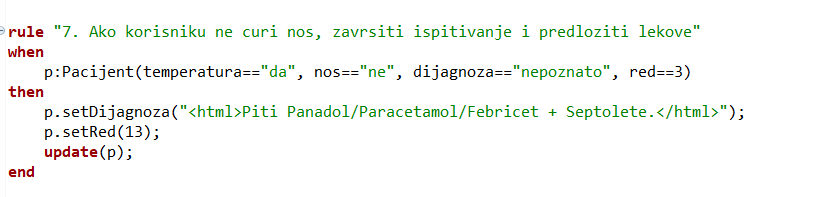 rule "7. Ako korisniku ne curi nos, zavrsiti ispitivanje i predloziti lekove"
when
    p:Pacijent(temperatura=="da", nos=="ne", dijagnoza=="nepoznato", red==3)
then
    p.setDijagnoza("<html>Piti Panadol/Paracetamol/Febricet + Septolete.</html>");
    p.setRed(13);
    update(p);
end